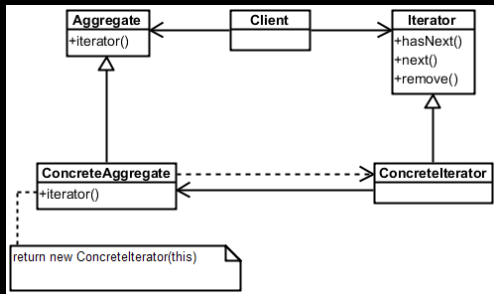 Aggregate
+iterator()
Client
Iterator
+hasNext()
+next()
+remove()
ConcreteAggregate
+iterator()
ConcreteIterator
return new ConcreteIterator(this)